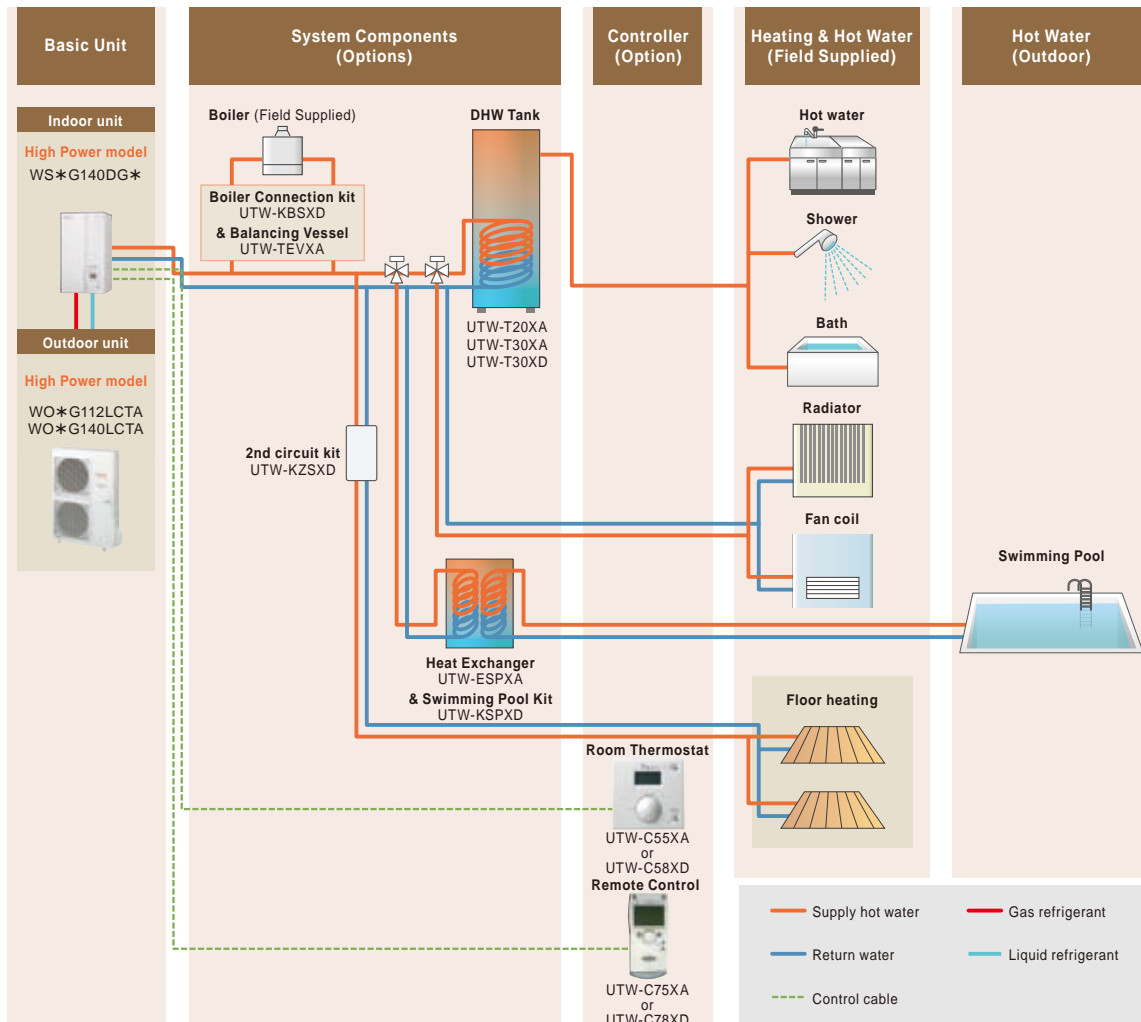 Basic Unit
System Components
(Options)
Controller
(Option)
Heating & Hot Water
(Field Supplied)
Hot Water
(Outdoor)
Indoor unit
High Power model
WS∗G140DG∗
Outdoor unit
High Power model
WO∗G112LCTA
WO∗G140LCTA
Boiler (Field Supplied)
Boiler Connection kit
UTW-KBSXD
& Balancing Vessel
UTW-TEVXA
DHW Tank
UTW-T20XA
UTW-T30XA
UTW-T30XD
2nd circuit kit
UTW-KZSXD
Heat Exchanger
UTW-ESPXA
& Swimming Pool Kit
UTW-KSPXD
Room Thermostat
UTW-C55XA
or
UTW-C58XD
Remote Control
UTW-C75XA
or
UTW-C78XD
Hot water
Shower
Bath
Radiator
Fan coil
Floor heating
Swimming Pool
Supply hot water
Gas refrigerant
Return water
Liquid refrigerant
Control cable